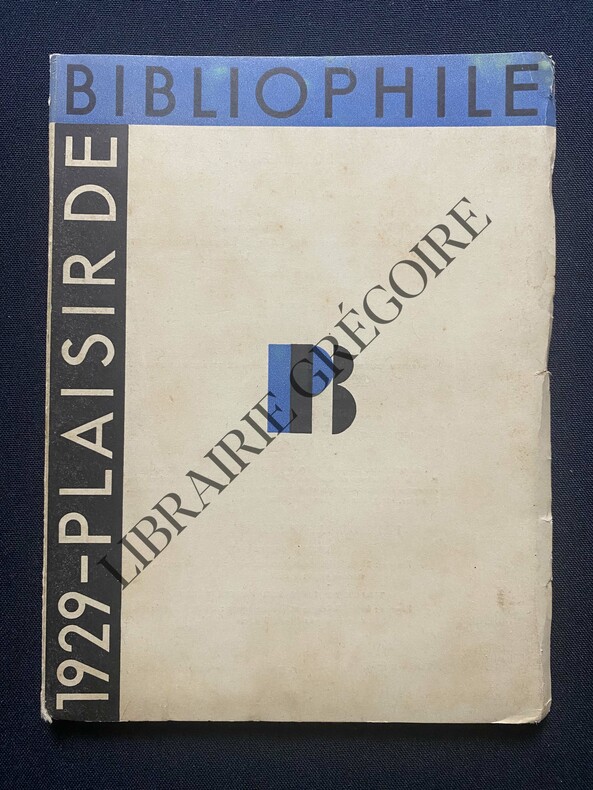 1929-PLAISIR DE
BIBLIOPHILE
B
LIBRAIRIE GRÉGOIRE